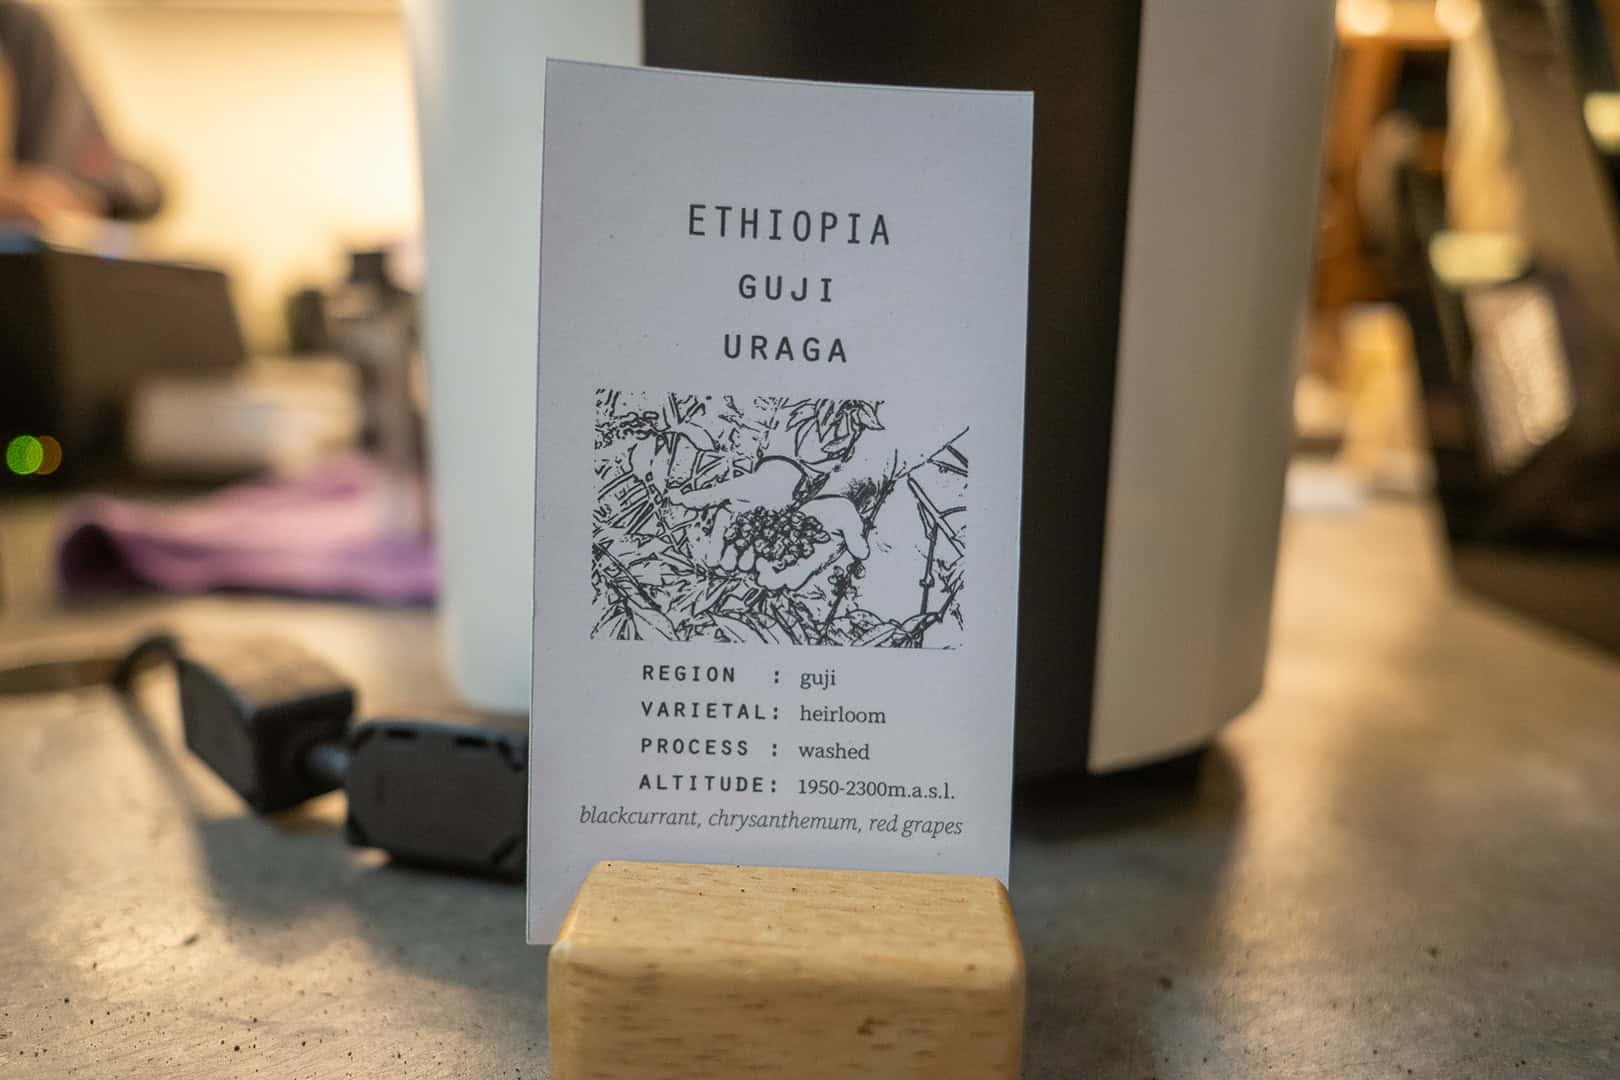 ETHIOPIA
GUJI
URAGA
REGION : guji
VARIETAL: heirloom
PROCESS : washed
ALTITUDE: 1950-2300m.a.s.l.
blackcurrant, chrysanthemum, red grapes